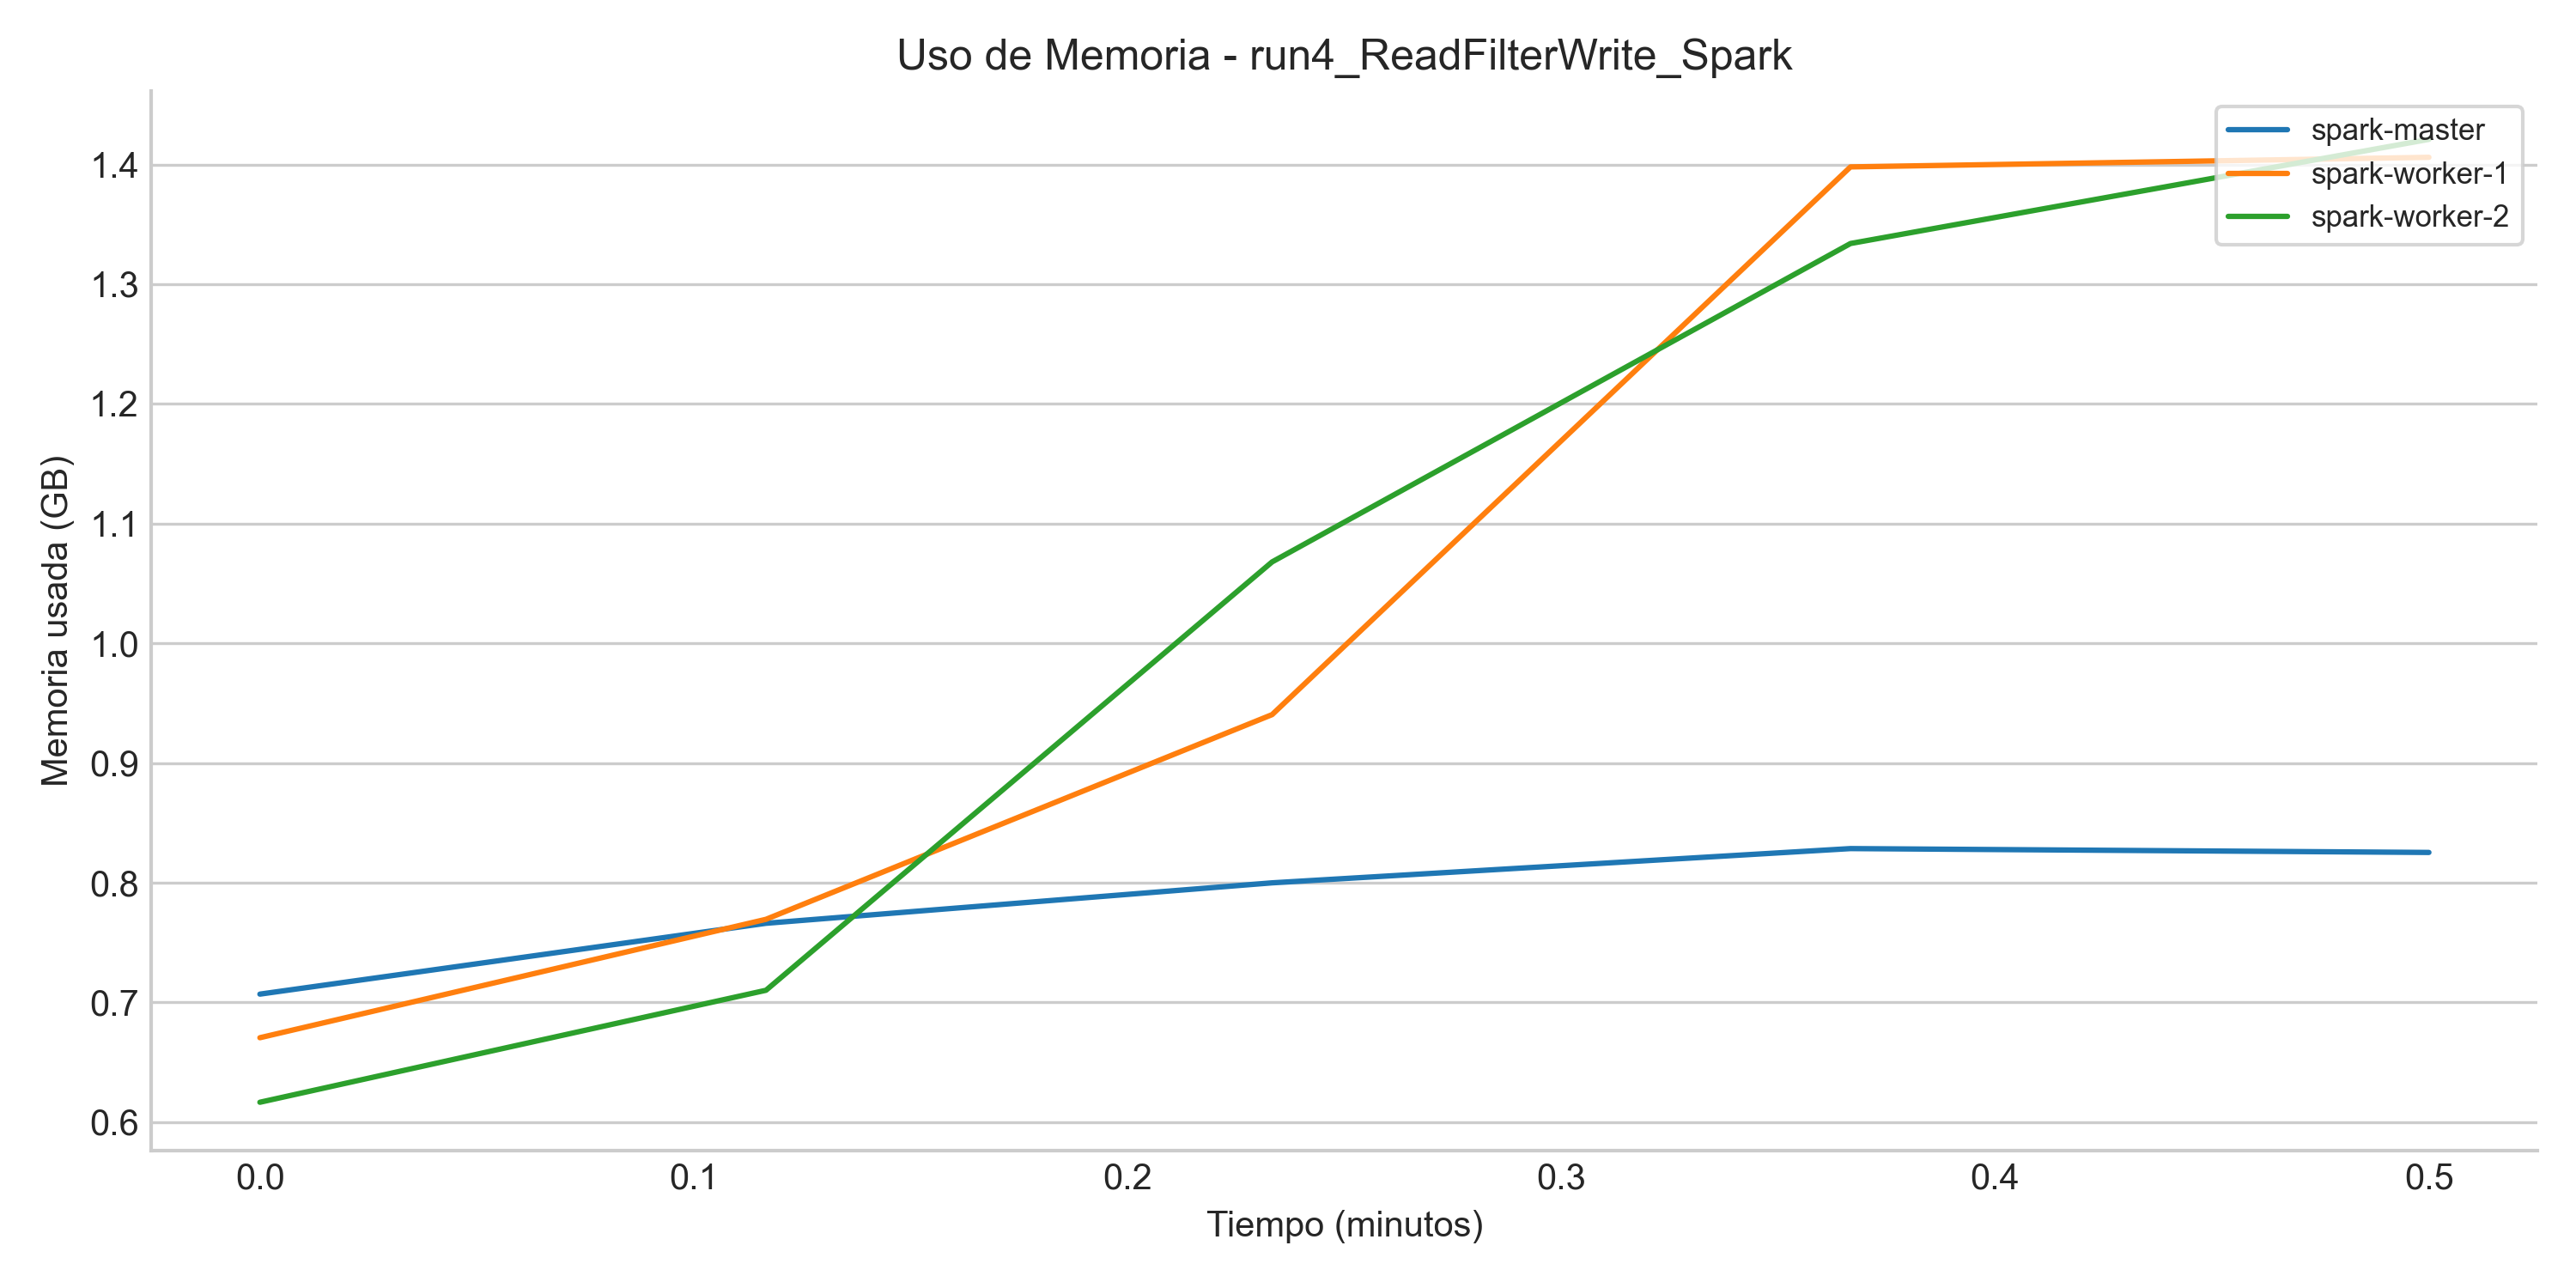 Uso de Memoria - run4_ReadFilterWrite_Spark
spark-master
spark-worker-1
spark-worker-2
Memoria usada (GB)
1.4
1.3
1.2
1.1
1.0
0.9
0.8
0.7
0.6
0.0 0.1 0.2 0.3 0.4 0.5
Tiempo (minutos)